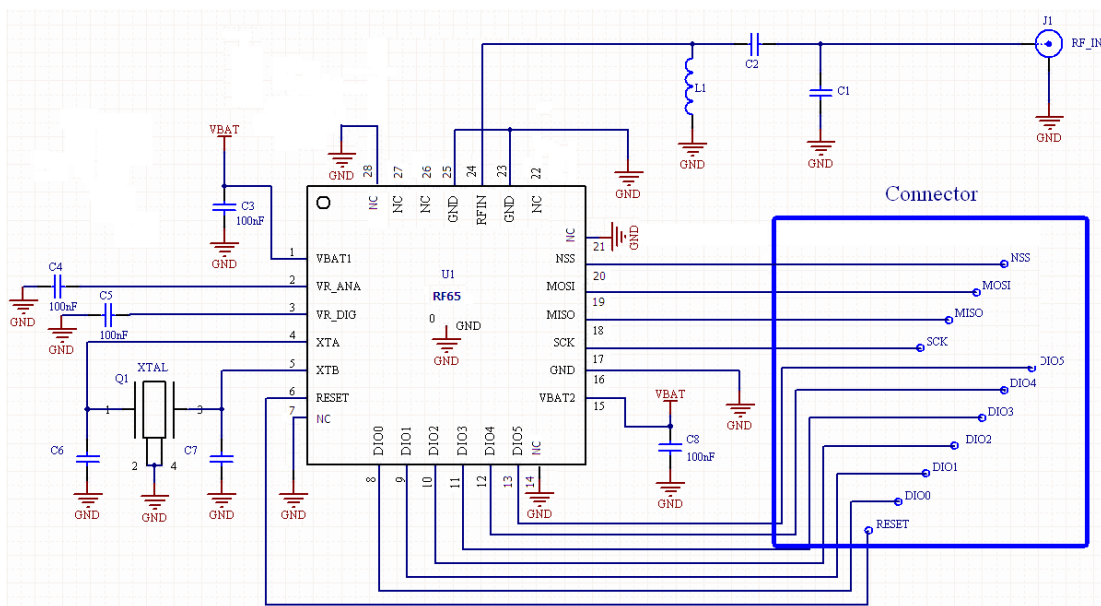 J1
RF_IN
C2
L1
C1
GND
GND
GND
VBAT
GND
28
27
26
25
24
23
22
GND
Connector
C3
100nF
NC
NC
NC
GND
RFIN
GND
NC
NC
21
GND
GND
1
VBAT1
NSS
20
NSS
C4
100nF
2
VR_ANA
U1
MOSI
19
MOSI
GND
C5
100nF
3
VR_DIG
RF65
MISO
18
MISO
GND
0
GND
GND
4
XTA
SCK
17
SCK
XTAL
Q1
5
XTB
GND
16
DIO5
VBAT
GND
6
RESET
VBAT2
15
DIO4
1
3
7
NC
DIO3
C6
C7
2
4
DIO0
DIO1
DIO2
DIO3
DIO4
DIO5
NC
C8
100nF
DIO2
GND
GND
GND
GND
8
9
10
11
12
13
14
GND
GND
DIO1
DIO0
RESET